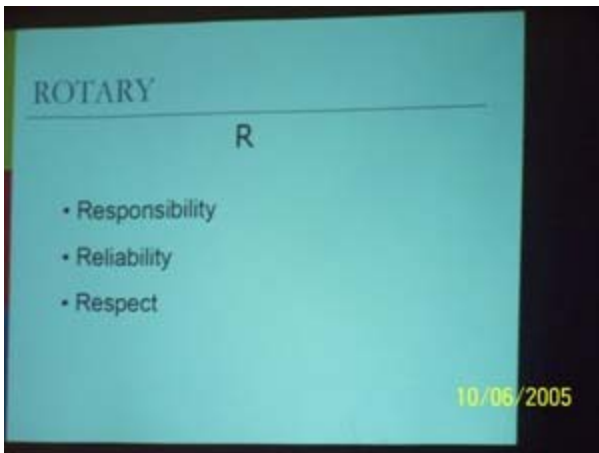 ROTARY
R
• Responsibility
• Reliability
• Respect
10/06/2005